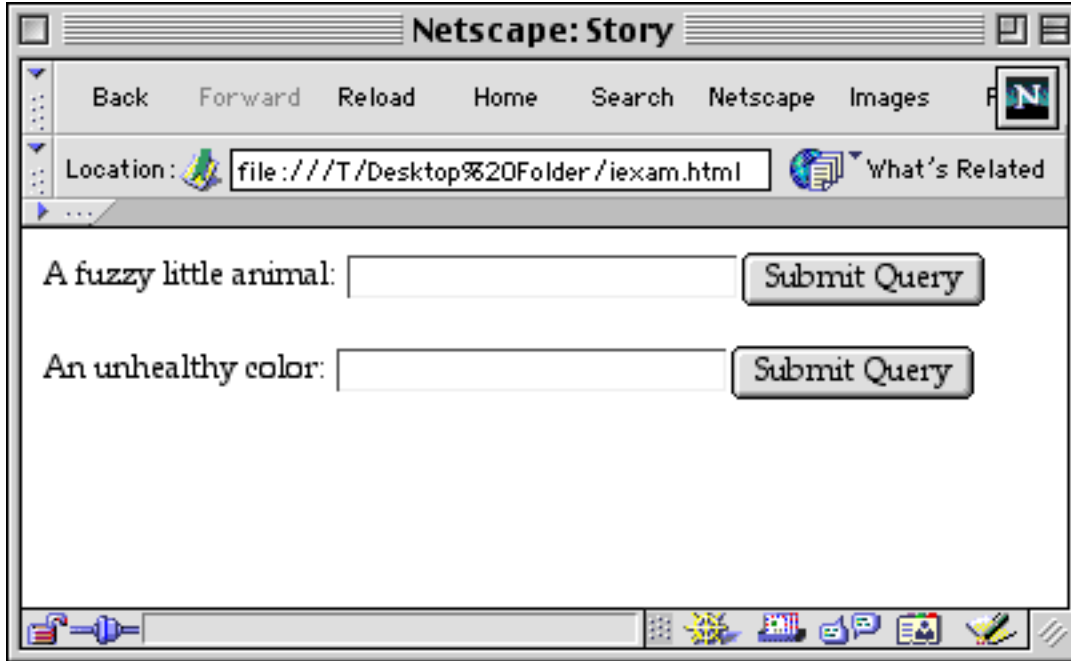 Netscape: Story
Back Forward Reload Home Search Netscape Images N
Location: file:///T/Desktop%20Folder/iexam.html What's Related
...
A fuzzy little animal: Submit Query
An unhealthy color: Submit Query